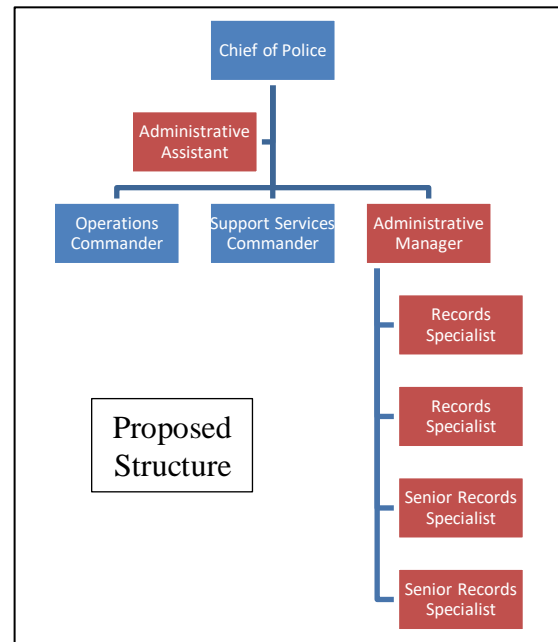 Chief of Police
Administrative
Assistant
Operations
Commander
Support Services
Commander
Administrative
Manager
Records
Specialist
Records
Specialist
Proposed
Structure
Senior Records
Specialist
Senior Records
Specialist